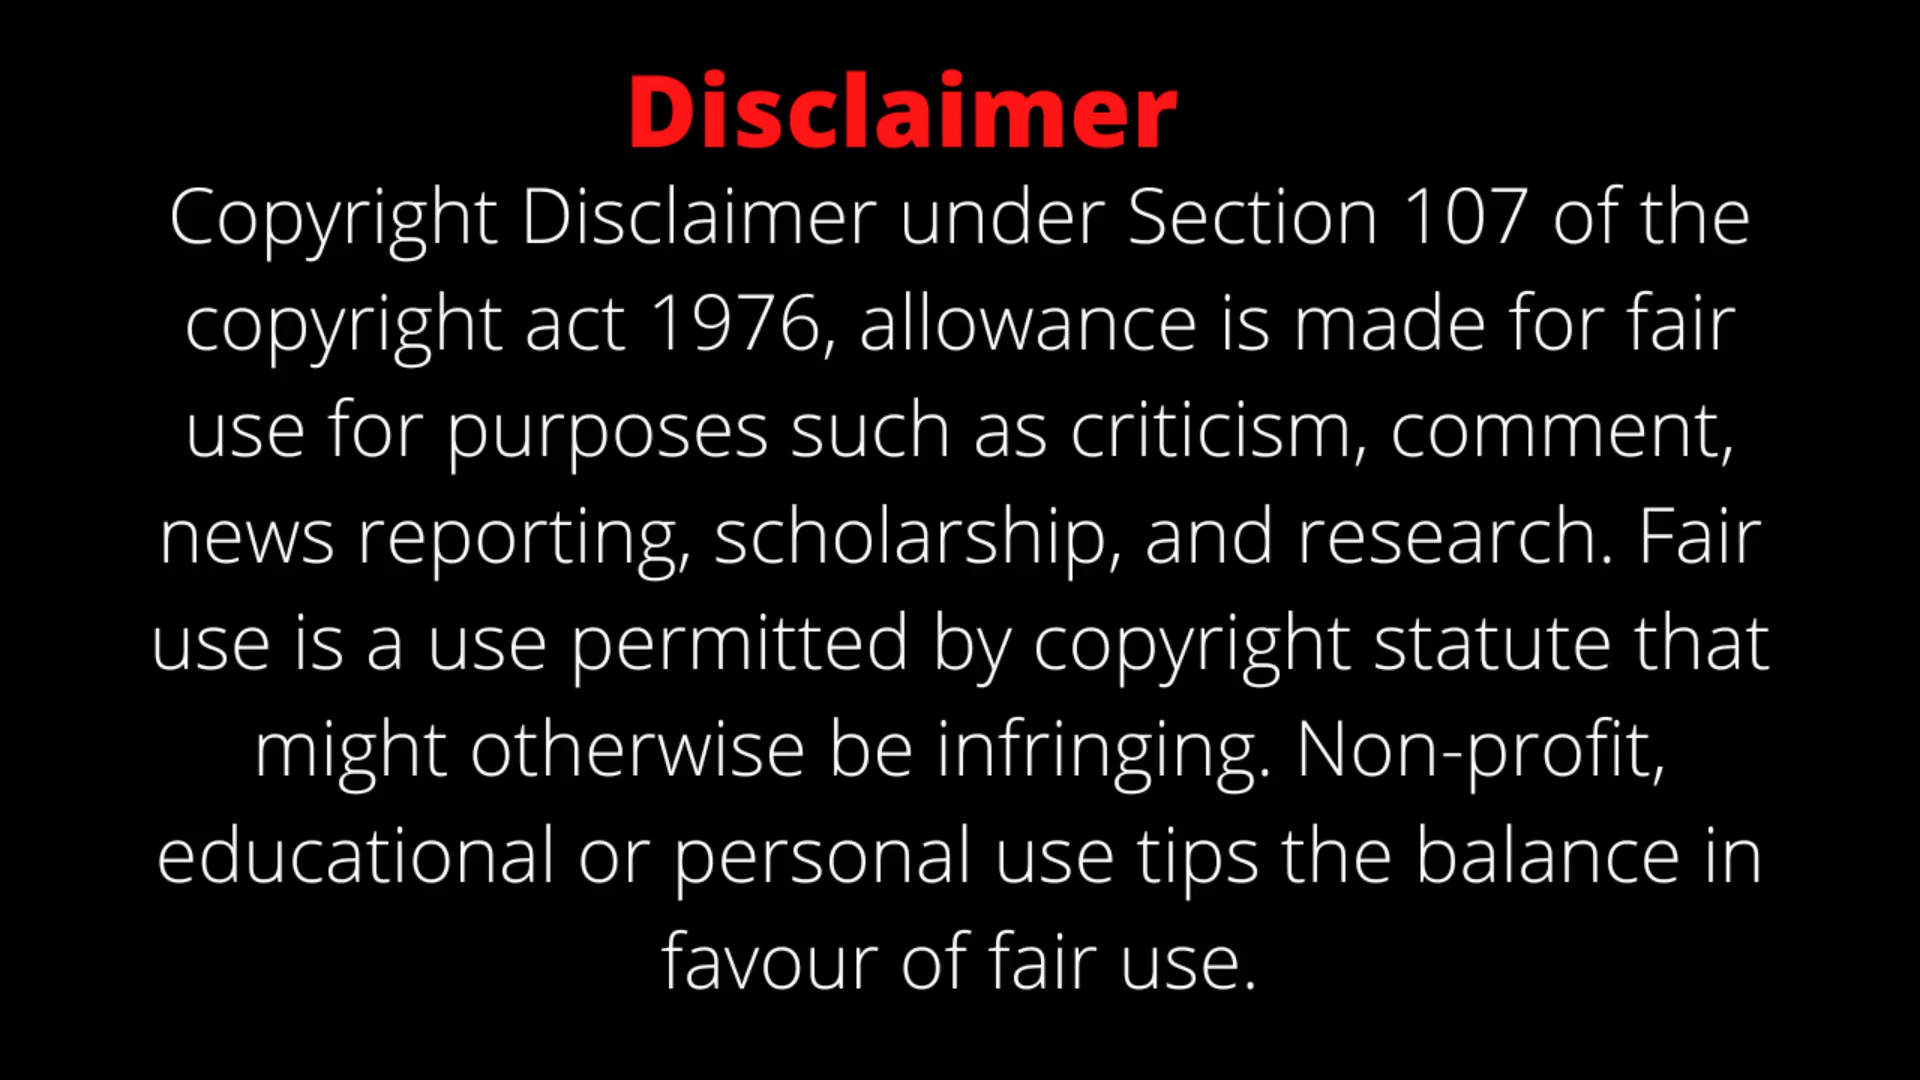 Disclaimer
Copyright Disclaimer under Section 107 of the
copyright act 1976, allowance is made for fair
use for purposes such as criticism, comment,
news reporting, scholarship, and research. Fair
use is a use permitted by copyright statute that
might otherwise be infringing. Non-profit,
educational or personal use tips the balance in
favour of fair use.